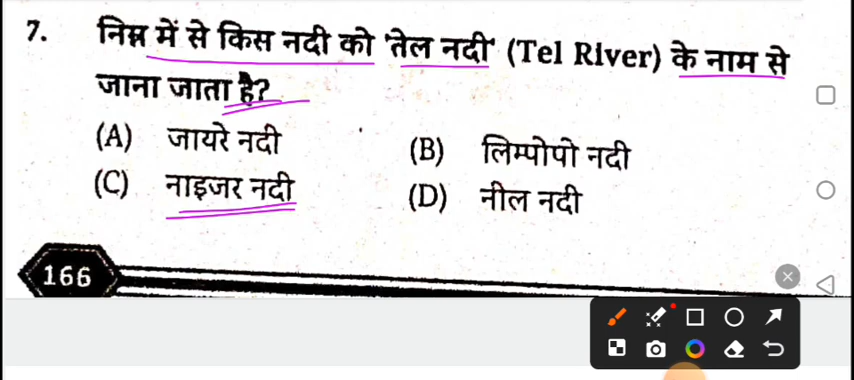 7. निम्न में से किस नदी को 'तेल नदी' (Tel River) के नाम से
जाना जाता है?
(A) जायरे नदी (B) लिम्पोपो नदी
(C) नाइजर नदी (D) नील नदी
166